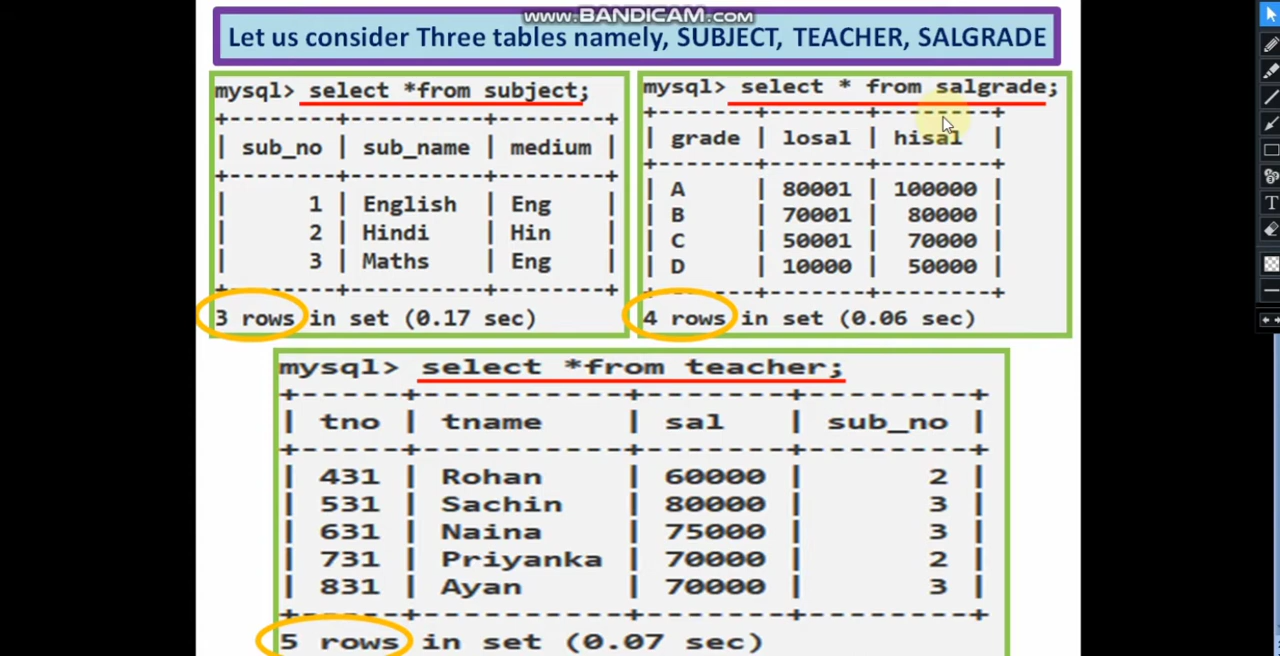 www.BANDICAM.com
Let us consider Three tables namely, SUBJECT, TEACHER, SALGRADE
mysql> select *from subject;
+--------+----------+--------+
| sub_no | sub_name | medium |
+--------+----------+--------+
| 1 | English | Eng |
| 2 | Hindi | Hin |
| 3 | Maths | Eng |
+--------+----------+--------+
3 rows in set (0.17 sec)
mysql> select * from salgrade;
+-------+-------+--------+
| grade | losal | hisal |
+-------+-------+--------+
| A | 80001 | 100000 |
| B | 70001 | 80000 |
| C | 50001 | 70000 |
| D | 10000 | 50000 |
+-------+-------+--------+
4 rows in set (0.06 sec)
mysql> select *from teacher;
+-----+----------+-------+--------+
| tno | tname | sal | sub_no |
+-----+----------+-------+--------+
| 431 | Rohan | 60000 | 2 |
| 531 | Sachin | 80000 | 3 |
| 631 | Naina | 75000 | 3 |
| 731 | Priyanka | 70000 | 2 |
| 831 | Ayan | 70000 | 3 |
+-----+----------+-------+--------+
5 rows in set (0.07 sec)